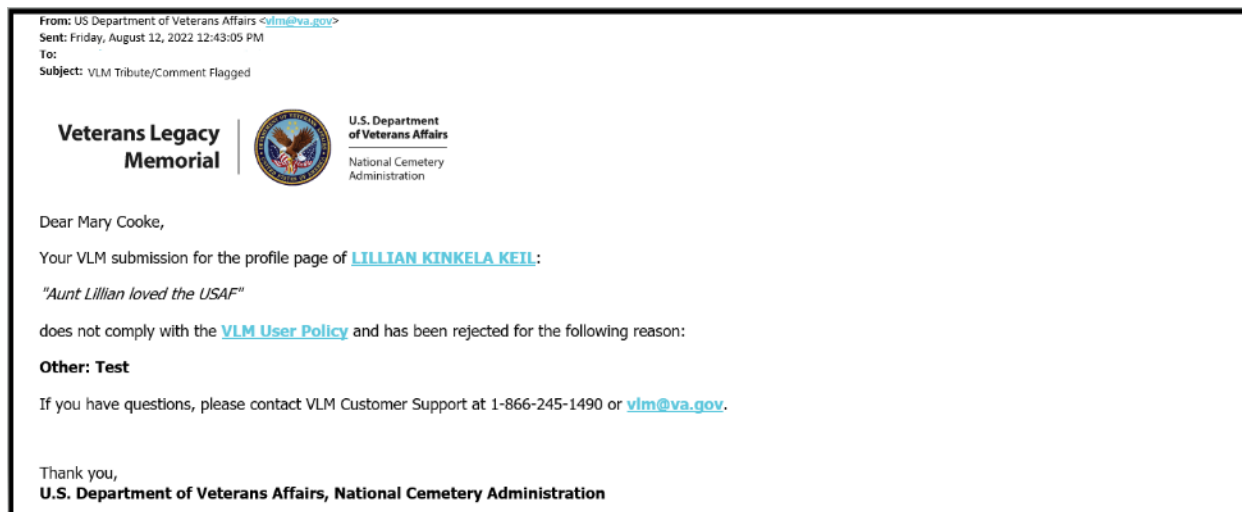 From: US Department of Veterans Affairs <vlm@va.gov>
Sent: Friday, August 12, 2022 12:43:05 PM
To:
Subject: VLM Tribute/Comment Flagged
Veterans Legacy
Memorial
U.S. Department
of Veterans Affairs
National Cemetery
Administration
Dear Mary Cooke,
Your VLM submission for the profile page of LILLIAN KINKELA KEIL:
"Aunt Lillian loved the USAF"
does not comply with the VLM User Policy and has been rejected for the following reason:
Other: Test
If you have questions, please contact VLM Customer Support at 1-866-245-1490 or vlm@va.gov.
Thank you,
U.S. Department of Veterans Affairs, National Cemetery Administration